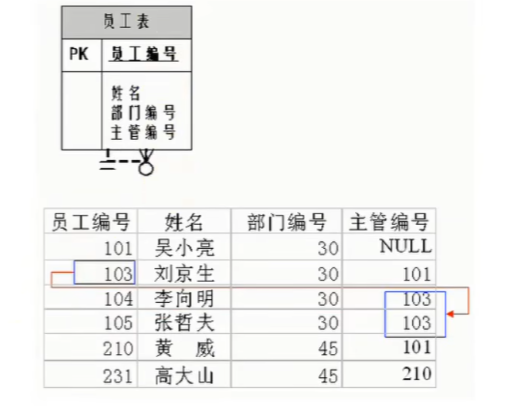 员工表
PK 员工编号
姓名
部门编号
主管编号
员工编号 姓名 部门编号 主管编号
101 吴小亮 30 NULL
103 刘京生 30 101
104 李向明 30 103
105 张哲夫 30 103
210 黄 威 45 101
231 高大山 45 210